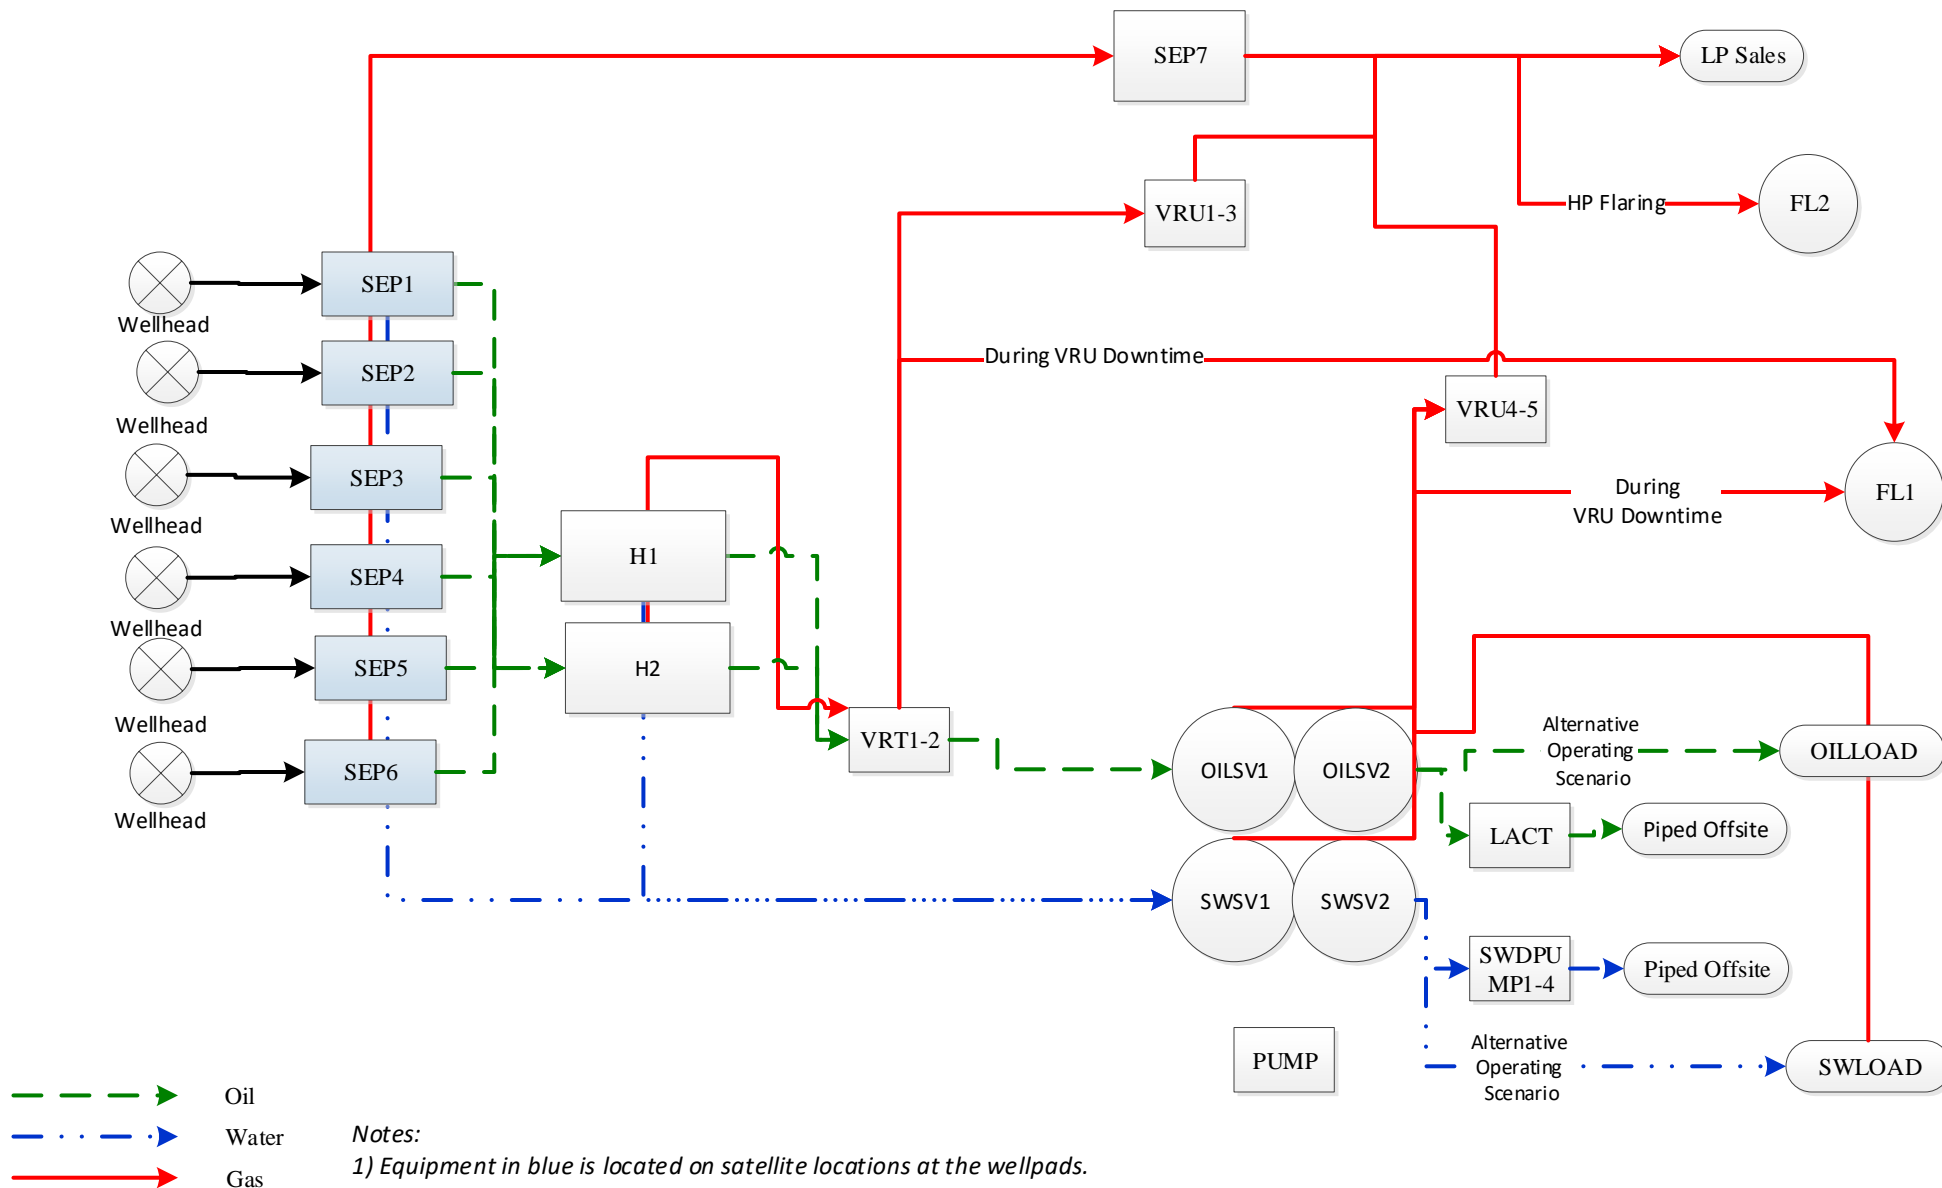 SEP7
LP Sales
VRU1-3
HP Flaring
FL2
SEP1
Wellhead
SEP2
During VRU Downtime
VRU4-5
Wellhead
SEP3
During
VRU Downtime
FL1
Wellhead
SEP4
H1
Wellhead
SEP5
H2
Wellhead
SEP6
VRT1-2
OILSV1
OILSV2
Alternative
Operating
Scenario
OILLOAD
Wellhead
LACT
Piped Offsite
SWSV1
SWSV2
SWDPU
MP1-4
Piped Offsite
PUMP
Alternative
Operating
Scenario
SWLOAD
Oil
Water
Gas
Notes:
1) Equipment in blue is located on satellite locations at the wellpads.